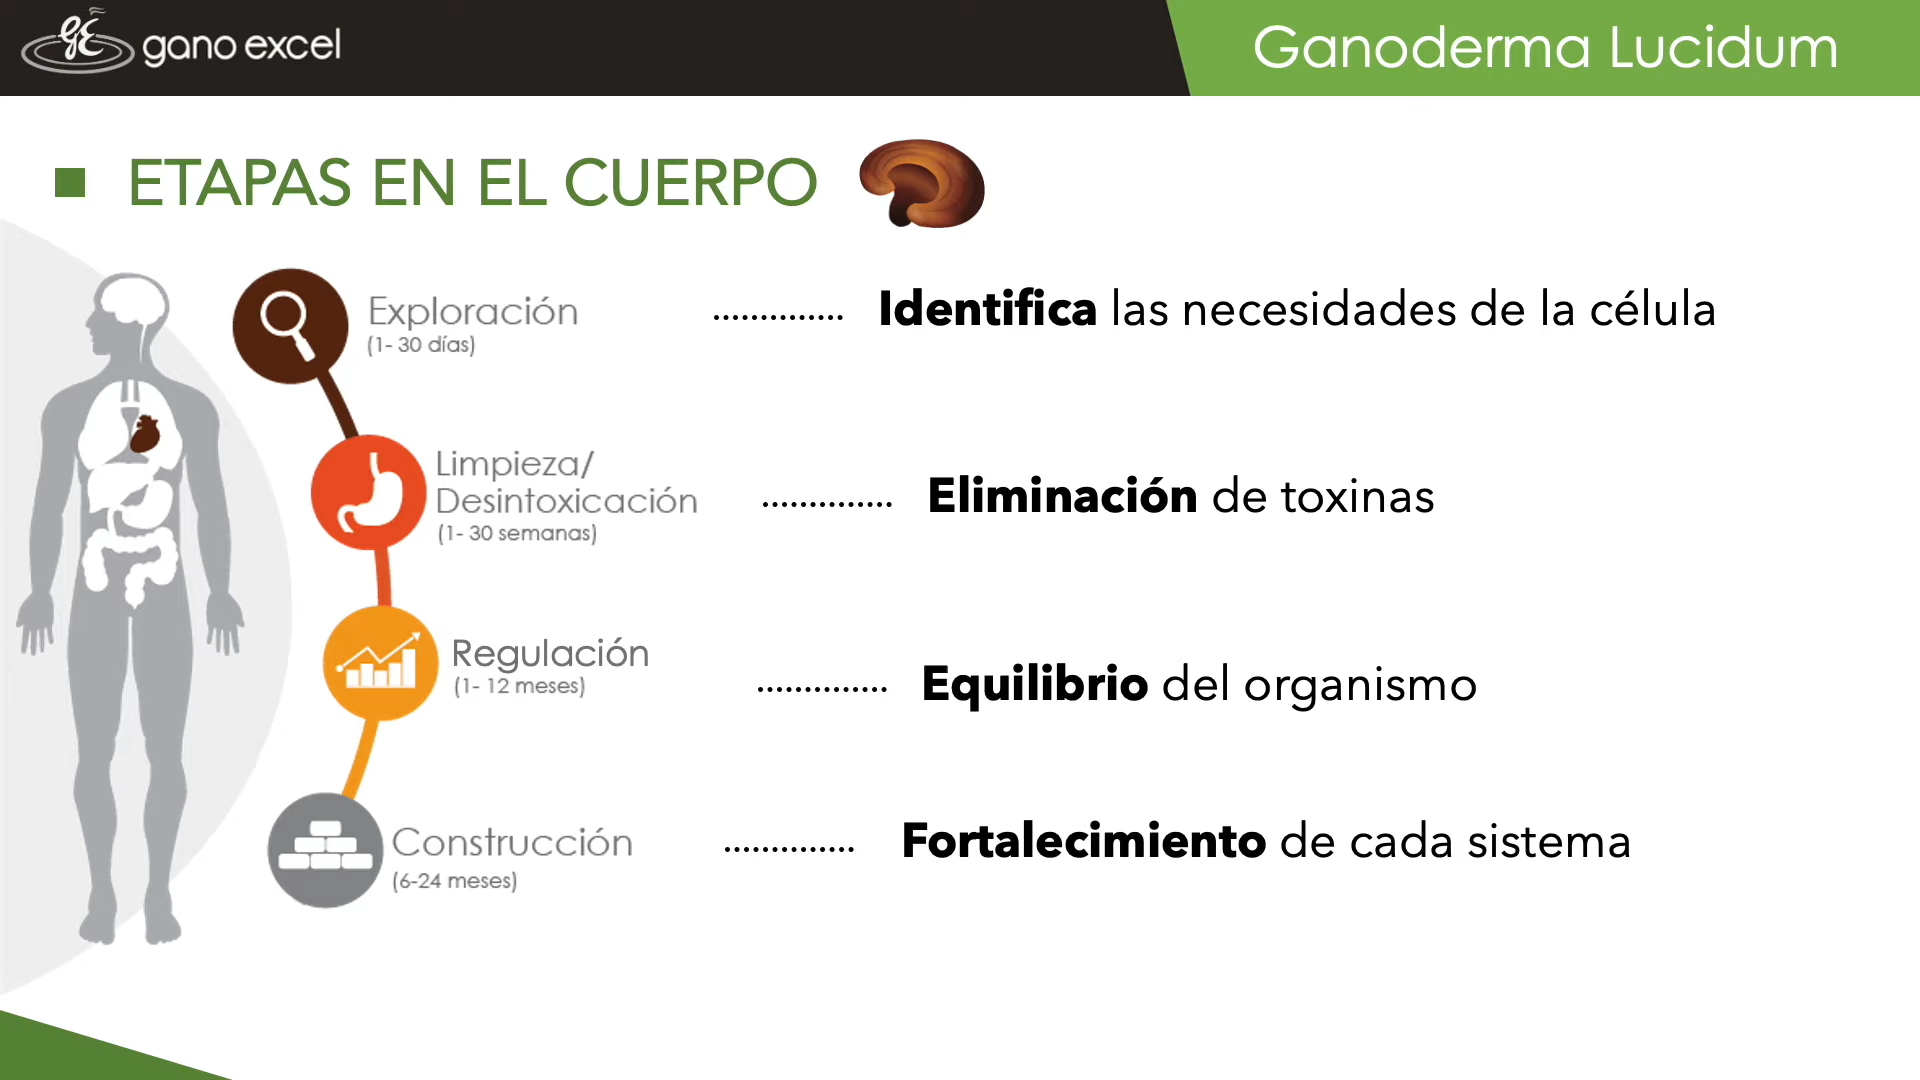 gano excel
Ganoderma Lucidum
ETAPAS EN EL CUERPO
Exploración
(1- 30 días)
.............. Identifica las necesidades de la célula
Limpieza/
Desintoxicación
(1- 30 semanas)
.............. Eliminación de toxinas
Regulación
(1- 12 meses)
.............. Equilibrio del organismo
Construcción
(6-24 meses)
.............. Fortalecimiento de cada sistema